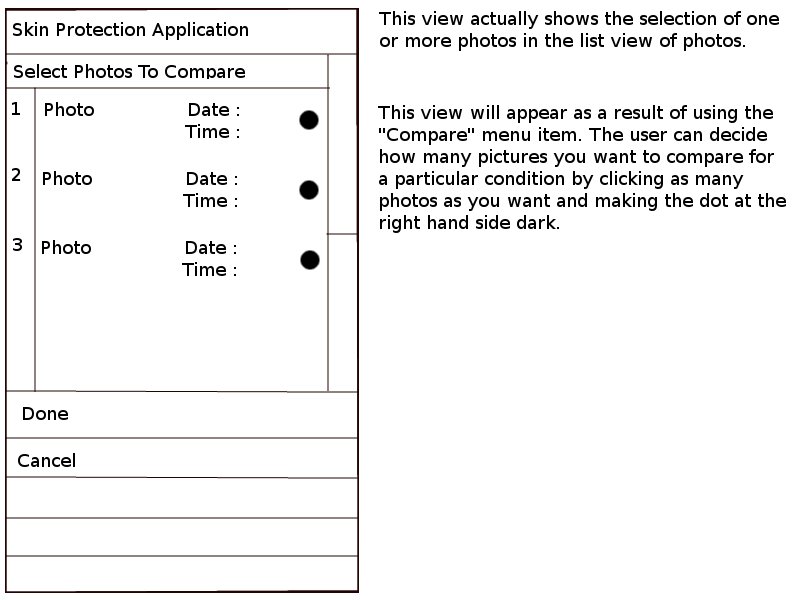 Skin Protection Application
Select Photos To Compare
1 Photo Date :
Time :
2 Photo Date :
Time :
3 Photo Date :
Time :
Done
Cancel
This view actually shows the selection of one
or more photos in the list view of photos.
This view will appear as a result of using the
"Compare" menu item. The user can decide
how many pictures you want to compare for
a particular condition by clicking as many
photos as you want and making the dot at the
right hand side dark.